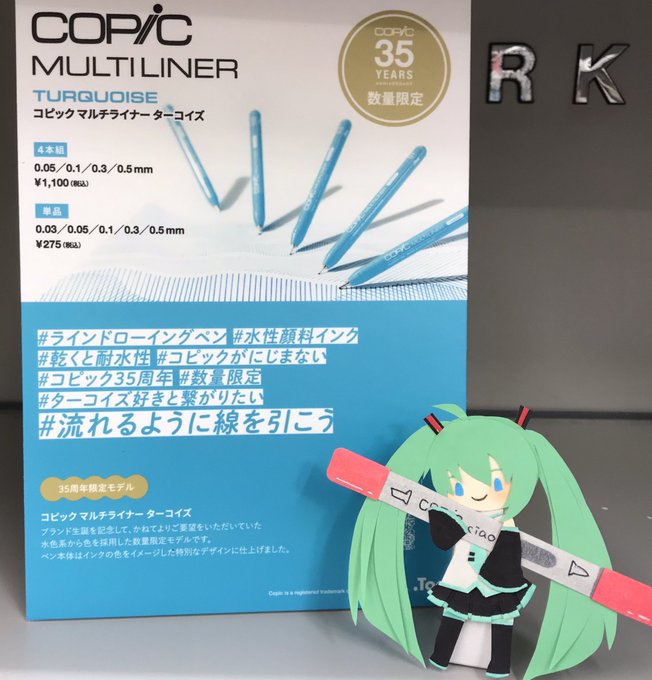 COPiC
MULTILINER
TURQUOISE
コピック マルチライナー ターコイズ
COPiC
35
YEARS
ANNIVERSARY
数量限定
RK
4本組
0.05/0.1/0.3/0.5mm
¥1,100(税込)
単品
0.03/0.05/0.1/0.3/0.5mm
¥275(税込)
COPiC MULTILINER
#ラインドローイングペン #水性顔料インク
#乾くと耐水性 #コピックがにじまない
#コピック35周年 #数量限定
#ターコイズ好きと繋がりたい
#流れるように線を引こう
35周年限定モデル
コピック マルチライナー ターコイズ
ブランド生誕を記念して、かねてよりご要望をいただいていた
水色系から色を採用した数量限定モデルです。
ペン本体はインクの色をイメージした特別なデザインに仕上げました。
ciao
.To
Copic is a registered trademark